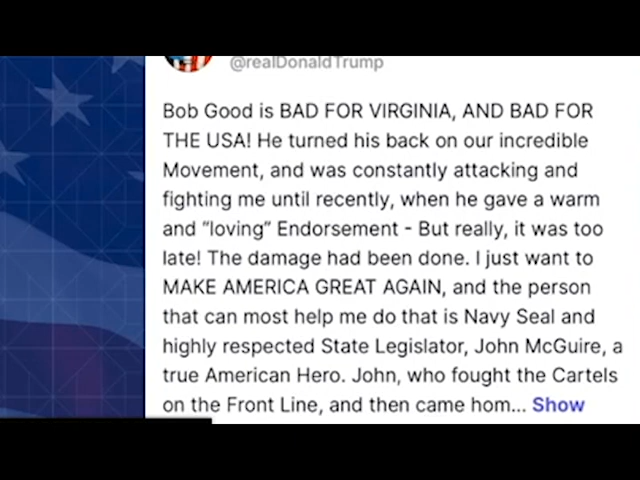 @realDonaldTrump
Bob Good is BAD FOR VIRGINIA, AND BAD FOR
THE USA! He turned his back on our incredible
Movement, and was constantly attacking and
fighting me until recently, when he gave a warm
and “loving” Endorsement - But really, it was too
late! The damage had been done. I just want to
MAKE AMERICA GREAT AGAIN, and the person
that can most help me do that is Navy Seal and
highly respected State Legislator, John McGuire, a
true American Hero. John, who fought the Cartels
on the Front Line, and then came hom... Show